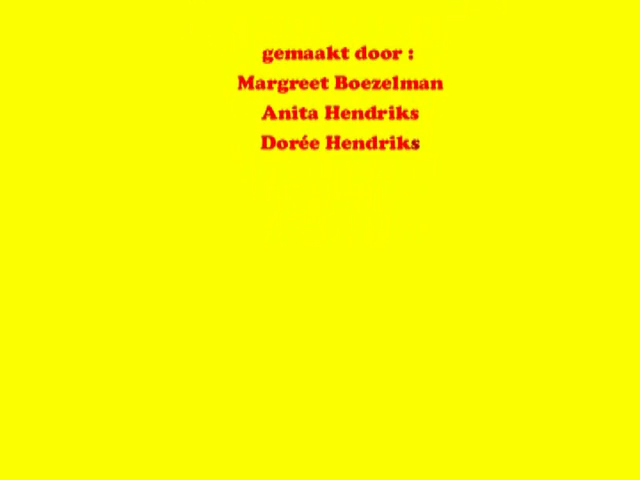 gemaakt door :
Margreet Boezelman
Anita Hendriks
Dorée Hendriks